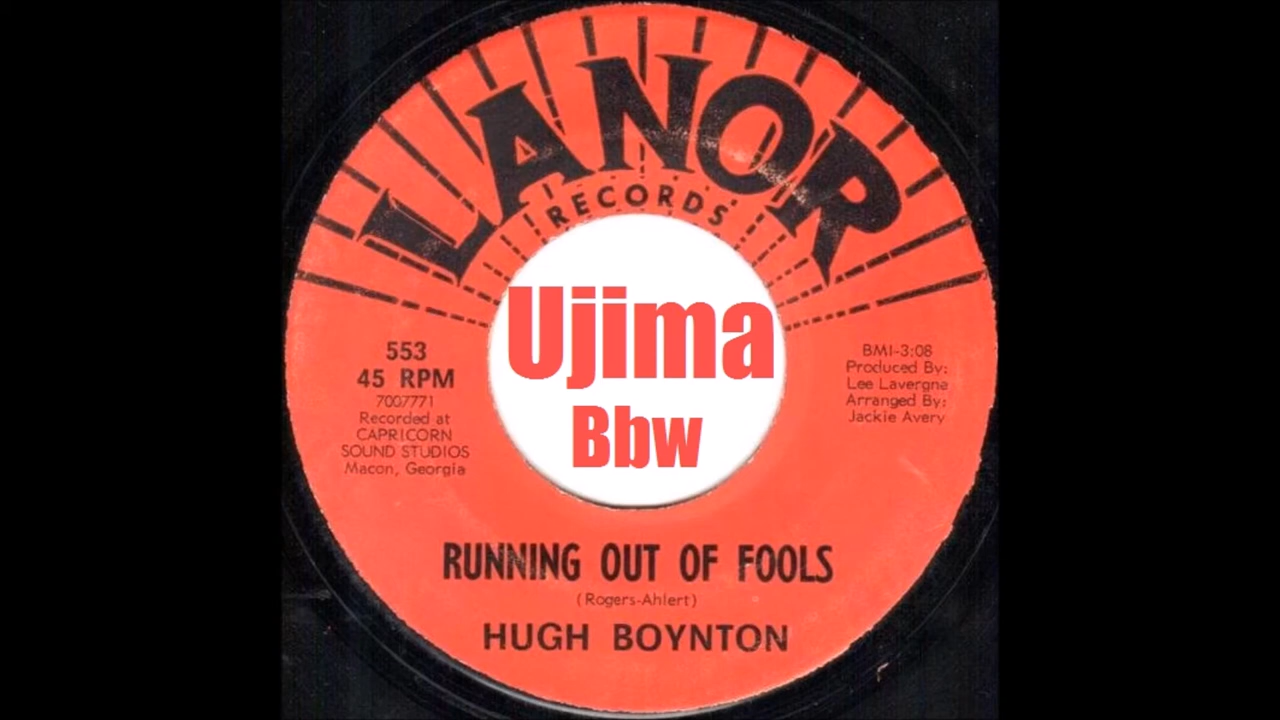 LANOR
RECORDS
Ujima
Bbw
553
45 RPM
7007771
Recorded at
CAPRICORN
SOUND STUDIOS
Macon, Georgia
BMI-3:08
Produced By:
Lee Lavergne
Arranged By:
Jackie Avery
RUNNING OUT OF FOOLS
(Rogers-Ahlert)
HUGH BOYNTON